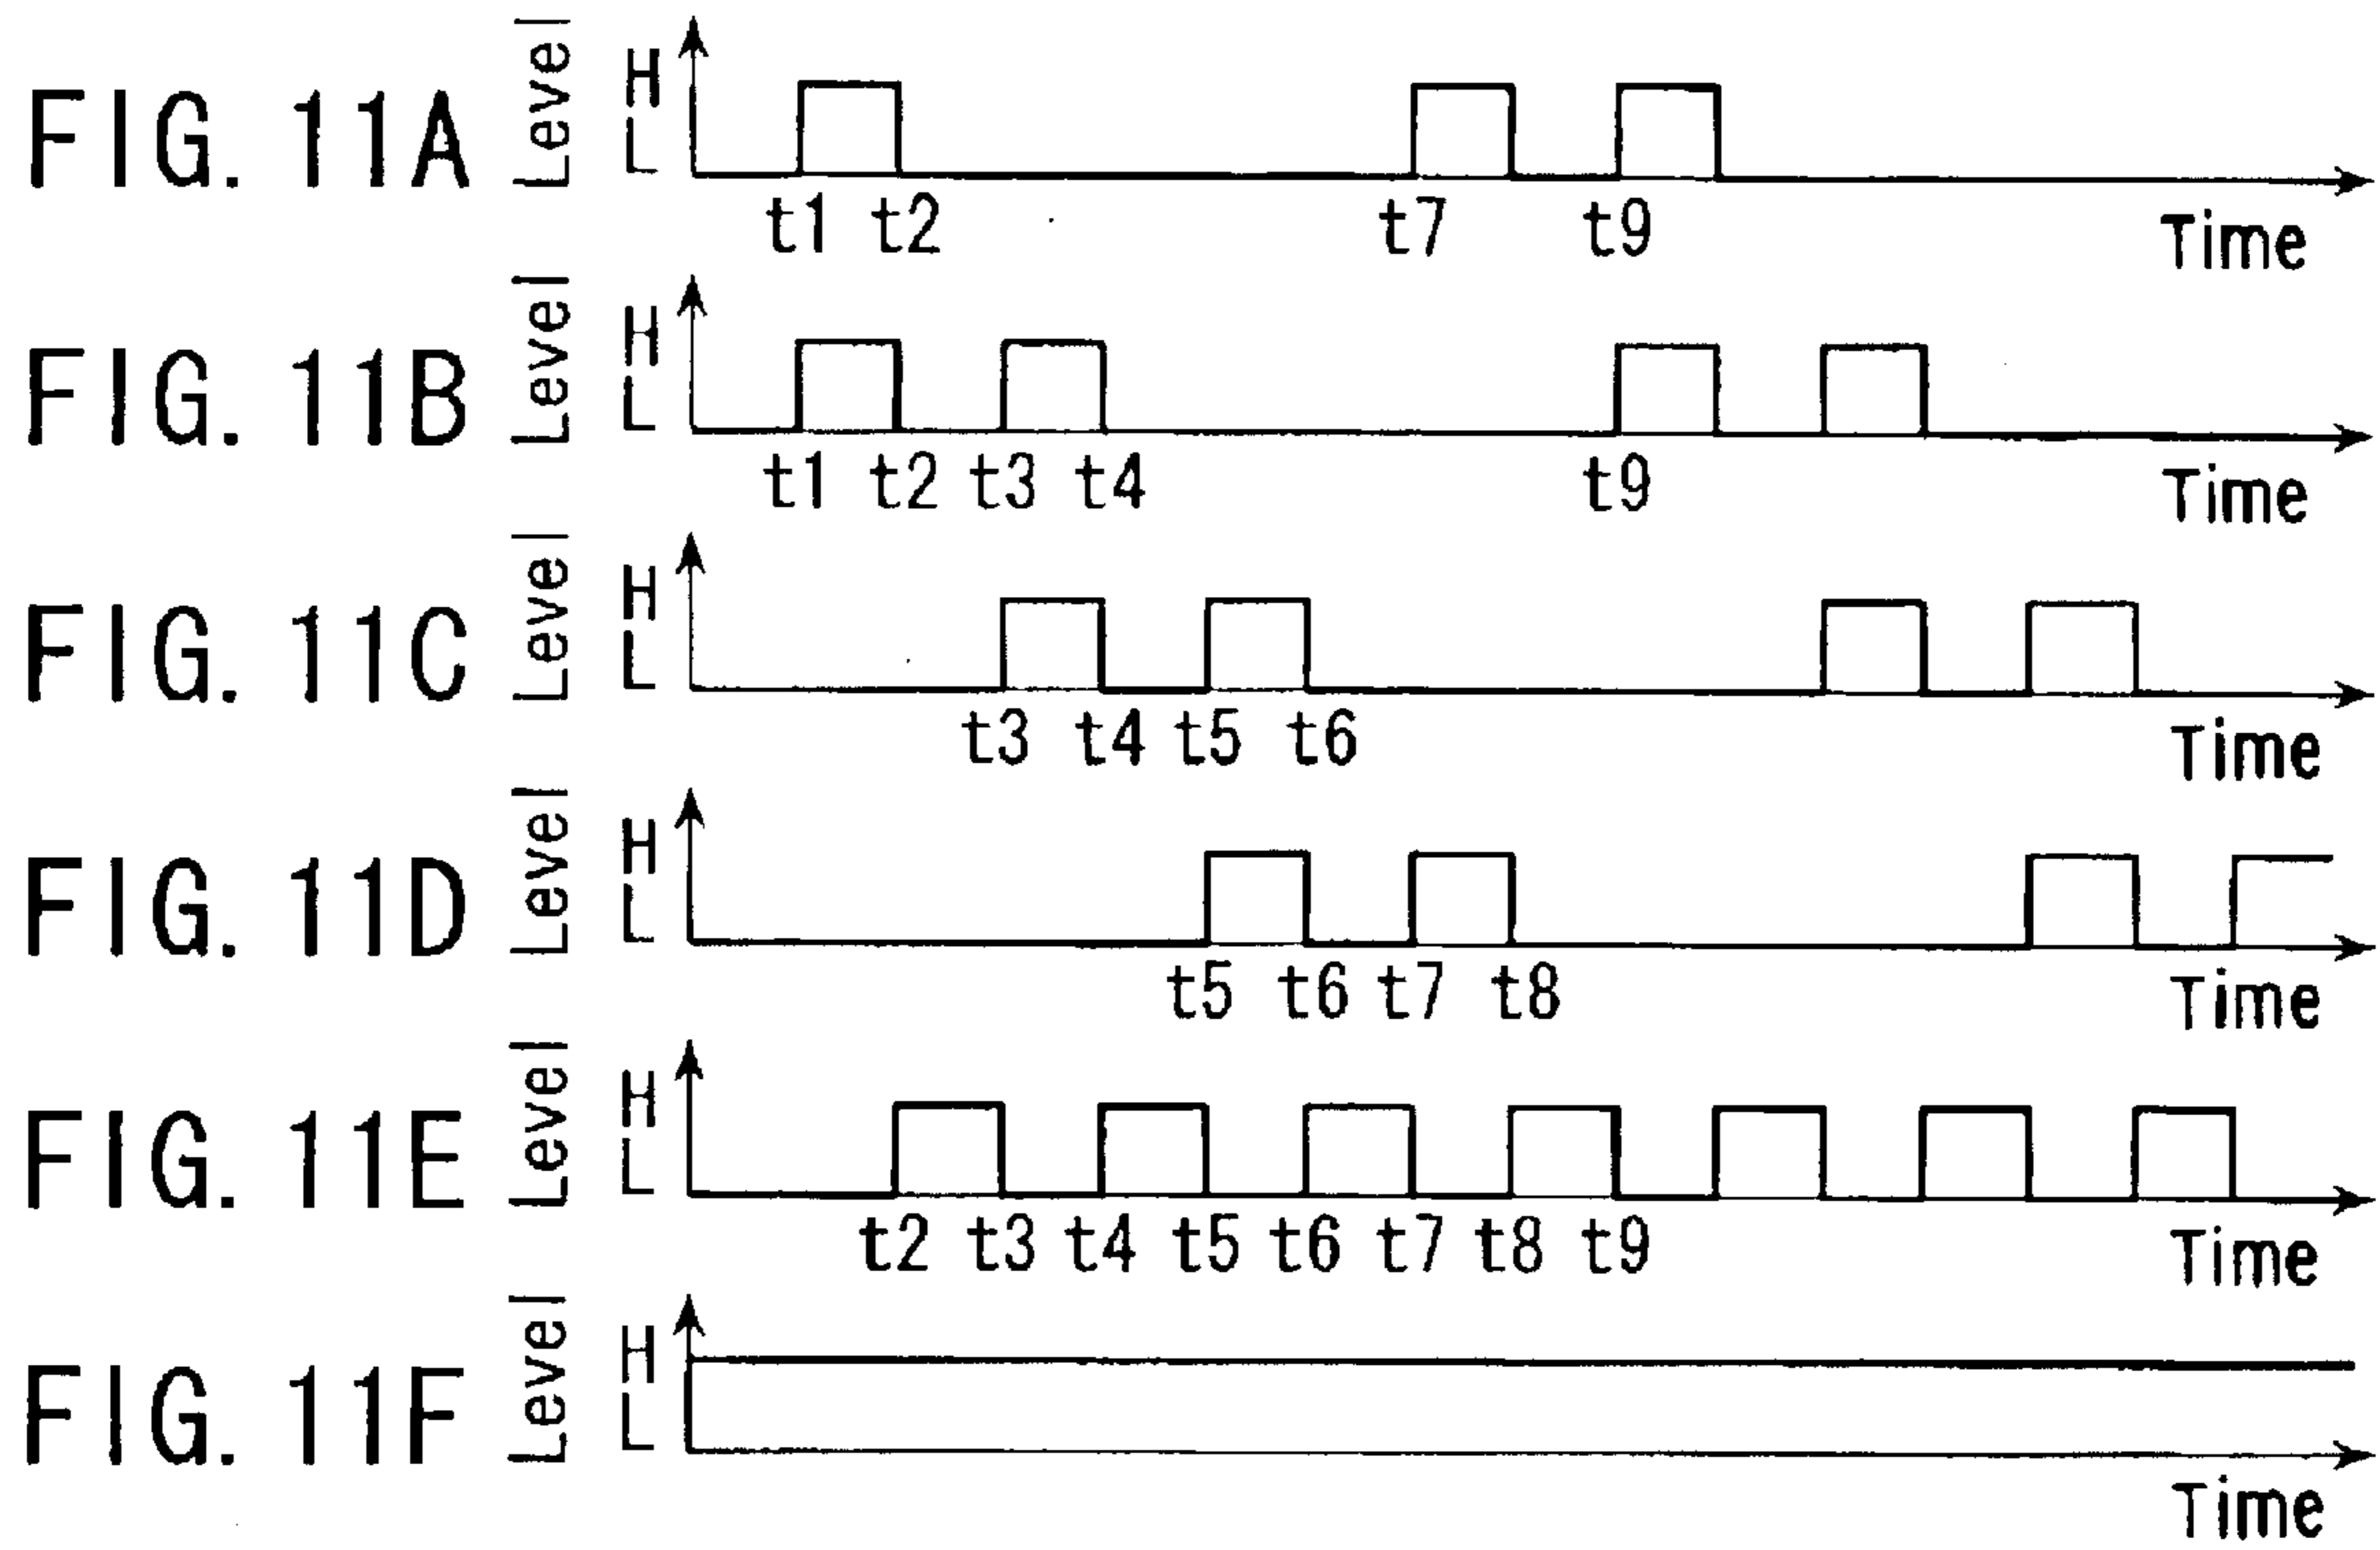 FIG. 11A
Level
H
L
t1 t2 t7 t9
Time
FIG. 11B
Level
H
L
t1 t2 t3 t4 t9
Time
FIG. 11C
Level
H
L
t3 t4 t5 t6
Time
FIG. 11D
Level
H
L
t5 t6 t7 t8
Time
FIG. 11E
Level
H
L
t2 t3 t4 t5 t6 t7 t8 t9
Time
FIG. 11F
Level
H
L
Time